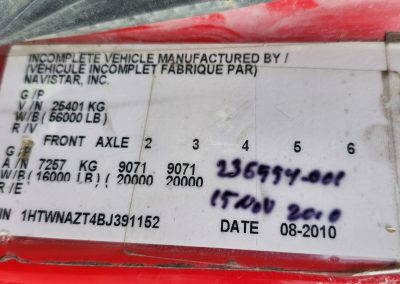 INCOMPLETE VEHICLE MANUFACTURED BY /
(VEHICULE INCOMPLET FABRIQUE PAR)
NAVISTAR, INC.
G / P
V / N 25401 KG
W/B ( 56000 LB )
R / V
FRONT AXLE 2 3 4 5 6
G / P
A / N 7257 KG 9071 9071
W/B ( 16000 LB ) ( 20000 20000
R / E
236994-001
15 NOV 2010
IN 1HTWNAZT4BJ391152 DATE 08-2010